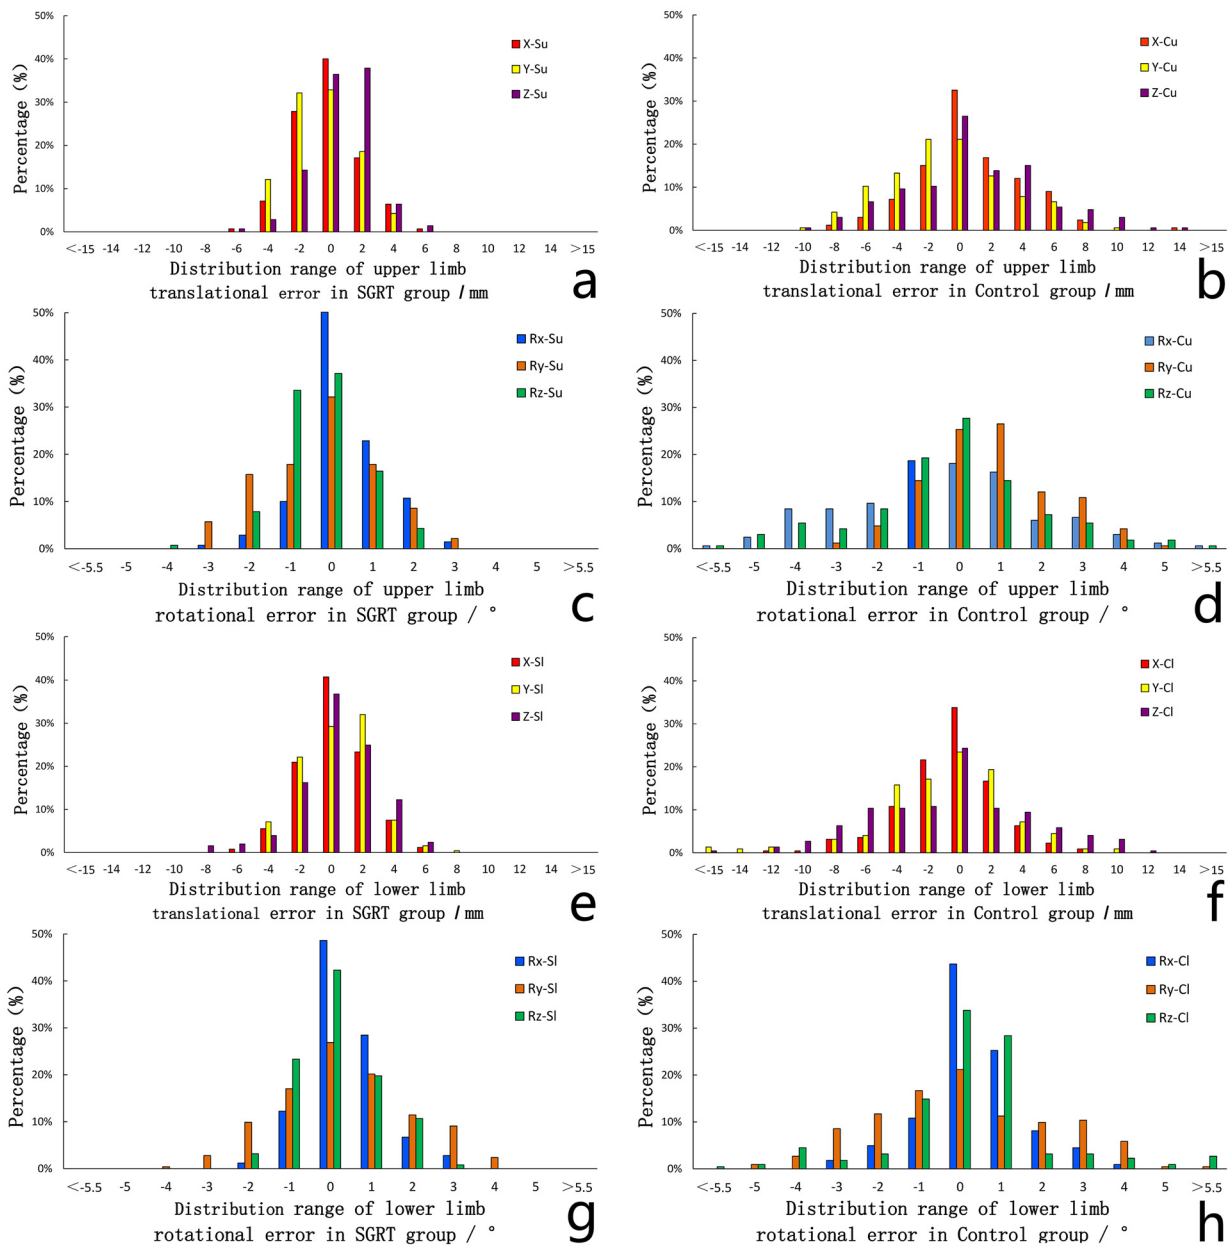 50%
40%
30%
20%
10%
0%
Percentage (%)
X-Su
Y-Su
Z-Su
<-15 -14 -12 -10 -8 -6 -4 -2 0 2 4 6 8 10 12 14 >15
Distribution range of upper limb
translational error in SGRT group / mm
a
50%
40%
30%
20%
10%
0%
Percentage (%)
X-Cu
Y-Cu
Z-Cu
<-15 -14 -12 -10 -8 -6 -4 -2 0 2 4 6 8 10 12 14 >15
Distribution range of upper limb
translational error in Control group / mm
b
50%
40%
30%
20%
10%
0%
Percentage (%)
Rx-Su
Ry-Su
Rz-Su
<-5.5 -5 -4 -3 -2 -1 0 1 2 3 4 5 >5.5
Distribution range of upper limb
rotational error in SGRT group / °
c
50%
40%
30%
20%
10%
0%
Percentage (%)
Rx-Cu
Ry-Cu
Rz-Cu
<-5.5 -5 -4 -3 -2 -1 0 1 2 3 4 5 >5.5
Distribution range of upper limb
rotational error in Control group / °
d
50%
40%
30%
20%
10%
0%
Percentage (%)
X-Sl
Y-Sl
Z-Sl
<-15 -14 -12 -10 -8 -6 -4 -2 0 2 4 6 8 10 12 14 >15
Distribution range of lower limb
translational error in SGRT group / mm
e
50%
40%
30%
20%
10%
0%
Percentage (%)
X-Cl
Y-Cl
Z-Cl
<-15 -14 -12 -10 -8 -6 -4 -2 0 2 4 6 8 10 12 14 >15
Distribution range of lower limb
translational error in Control group / mm
f
50%
40%
30%
20%
10%
0%
Percentage (%)
Rx-Sl
Ry-Sl
Rz-Sl
<-5.5 -5 -4 -3 -2 -1 0 1 2 3 4 5 >5.5
Distribution range of lower limb
rotational error in SGRT group / °
g
50%
40%
30%
20%
10%
0%
Percentage (%)
Rx-Cl
Ry-Cl
Rz-Cl
<-5.5 -5 -4 -3 -2 -1 0 1 2 3 4 5 >5.5
Distribution range of lower limb
rotational error in Control group / °
h